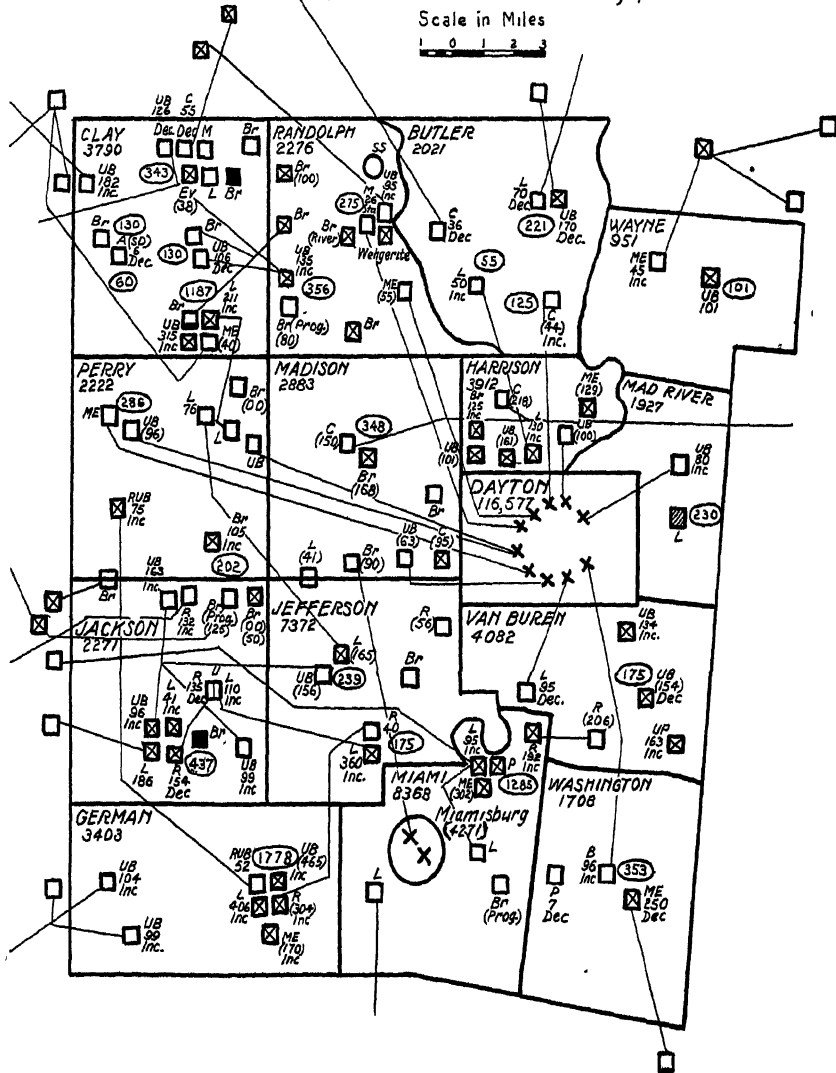 Scale in Miles
1 0 1 2 3
CLAY
3790
UB
126
Dec
C
55
Dec
M
Br
343
Ev
(38)
L
Br
UB
182
Inc.
Br
130
A(SP)
6
Dec.
60
130
UB
106
Dec
1187
Br
L
211
Inc
UB
315
Inc
ME
(40)
RANDOLPH
2276
Br
(100)
SS
UB
95
Inc
M
26
275
Br
Br
(River)
Wengerste
UB
135
Inc
356
ME
(55)
Br(Prog.)
(80)
Br
BUTLER
2021
L
70
Dec
UB
170
Dec.
221
C
36
Dec
55
L
50
Inc
125
C
(44)
Inc
WAYNE
951
ME
45
Inc
UB
101
101
PERRY
2222
ME
286
UB
(96)
L
76
Br
(OO)
L
UB
RUB
75
Inc
Br
105
Inc
202
Br
MADISON
2883
C
(150)
348
Br
(168)
Br
L
(41)
Br
(90)
UB
(63)
C
(95)
HARRISON
3912
C
(218)
Br
125
Inc
L
130
Inc
UB
(101)
UB
(161)
ME
(129)
UB
(100)
MAD RIVER
1927
UB
80
Inc
230
L
DAYTON
116,577
JACKSON
2271
UB
163
Inc.
R
132
Inc
Br
(Prog)
(126)
Br
(OO)
(50)
R
135
Dec
U
L
110
Inc
UB
96
Inc
L
41
Inc
L
186
R
154
Dec
437
Br
UB
99
Inc
JEFFERSON
7372
R
(56)
L
(165)
UB
(156)
239
Br
R
40
175
L
360
Inc.
VAN BUREN
4082
UB
134
Inc.
L
95
Dec.
175
UB
(154)
Dec
R
(206)
R
192
Inc
UP
163
Inc
MIAMI
8368
L
95
Inc
P
ME
(302)
1285
Miamisburg
(4271)
L
L
Br
(Prog.)
WASHINGTON
1708
B
96
Inc
353
P
7
Dec
ME
250
Dec
GERMAN
3403
UB
104
Inc
UB
99
Inc.
RUB
52
1778
UB
(465)
Inc
L
406
Inc
R
(304)
Inc
ME
(170)
Inc